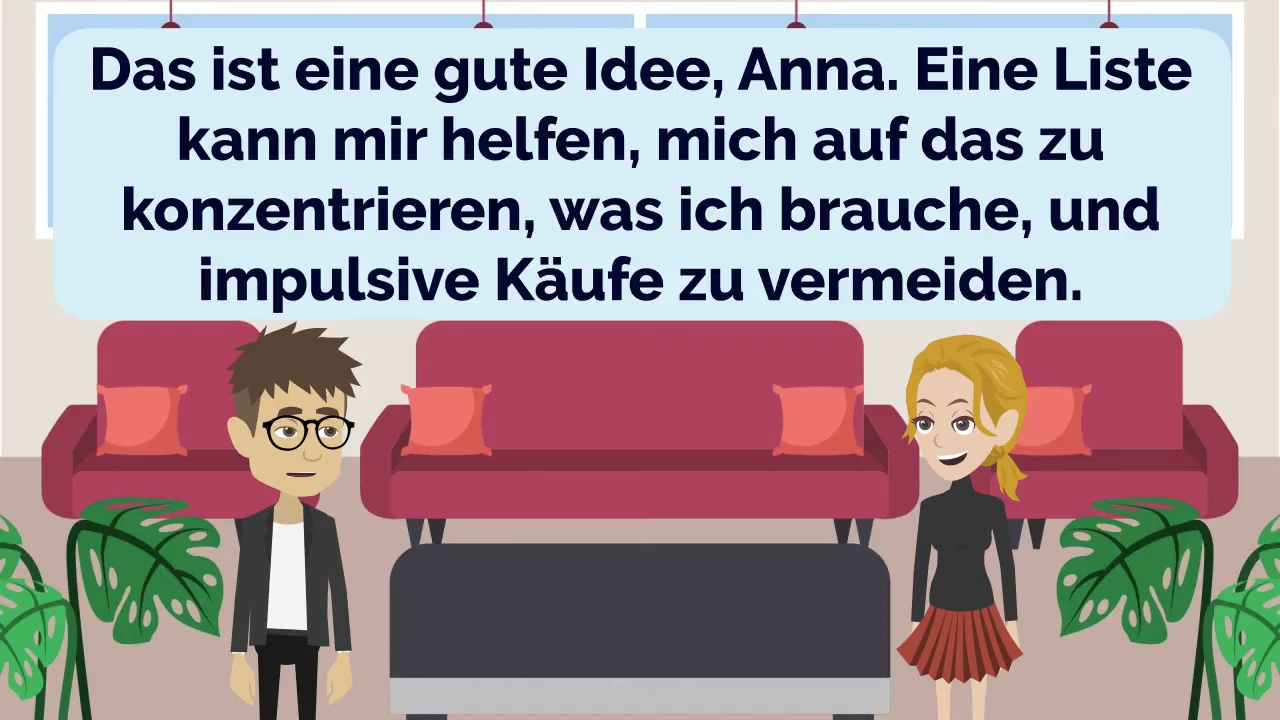 Das ist eine gute Idee, Anna. Eine Liste
kann mir helfen, mich auf das zu
konzentrieren, was ich brauche, und
impulsive Käufe zu vermeiden.